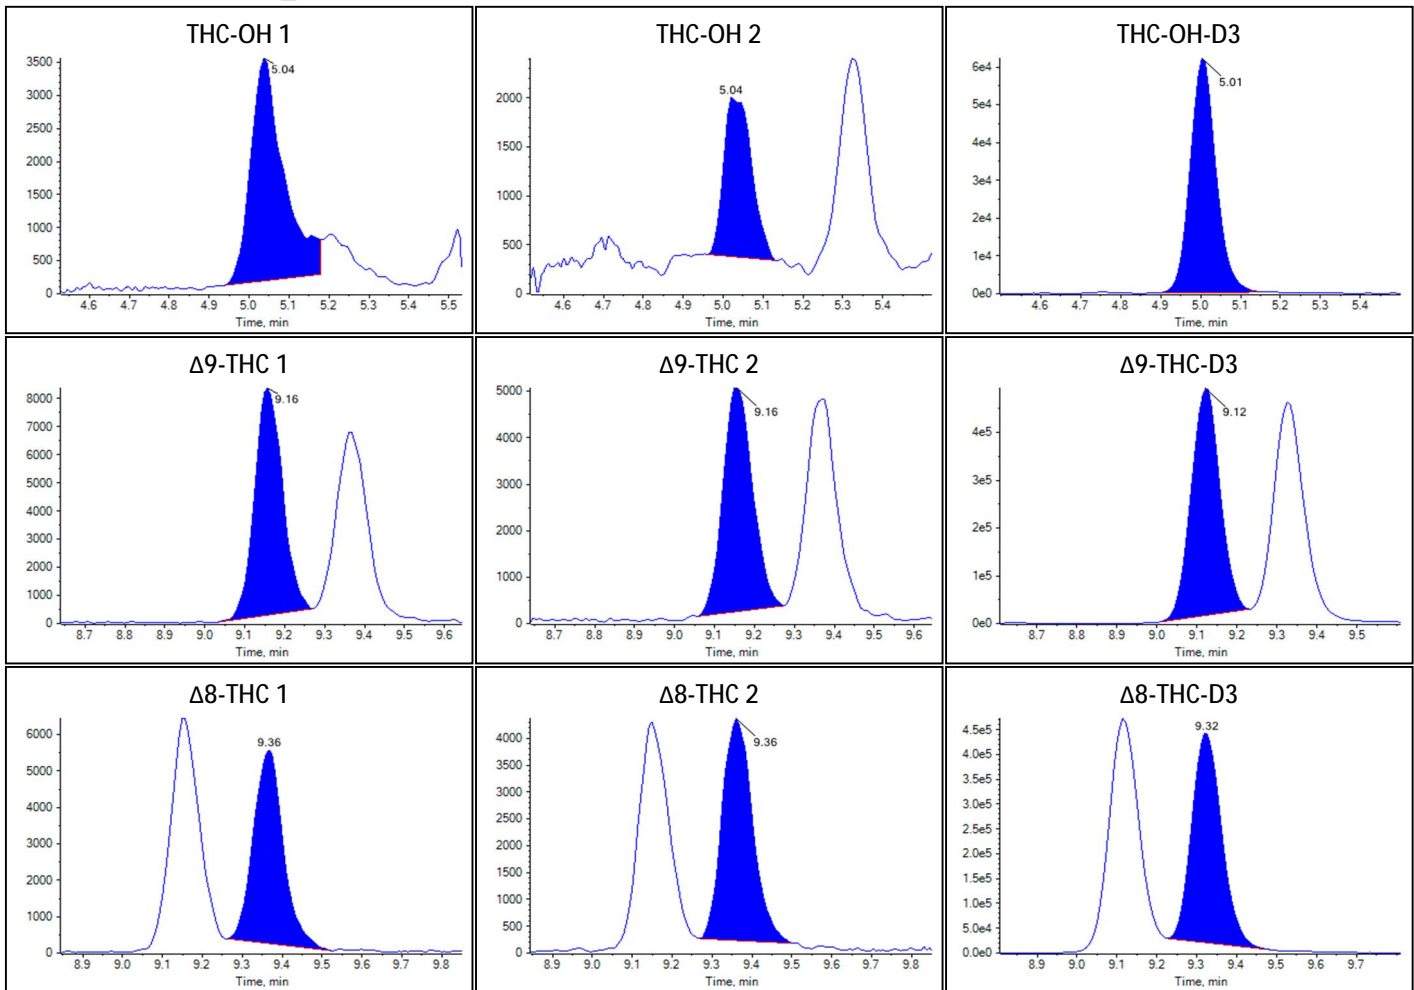 THC-OH 1
3500
3000
2500
2000
1500
1000
500
0
5.04
4.6 4.7 4.8 4.9 5.0 5.1 5.2 5.3 5.4 5.5
Time, min
THC-OH 2
2000
1500
1000
500
0
5.04
4.6 4.7 4.8 4.9 5.0 5.1 5.2 5.3 5.4
Time, min
THC-OH-D3
6e4
5e4
4e4
3e4
2e4
1e4
0e0
5.01
4.6 4.7 4.8 4.9 5.0 5.1 5.2 5.3 5.4
Time, min
Δ9-THC 1
8000
7000
6000
5000
4000
3000
2000
1000
0
9.16
8.7 8.8 8.9 9.0 9.1 9.2 9.3 9.4 9.5 9.6
Time, min
Δ9-THC 2
5000
4000
3000
2000
1000
0
9.16
8.7 8.8 8.9 9.0 9.1 9.2 9.3 9.4 9.5 9.6
Time, min
Δ9-THC-D3
4e5
3e5
2e5
1e5
0e0
9.12
8.7 8.8 8.9 9.0 9.1 9.2 9.3 9.4 9.5
Time, min
Δ8-THC 1
6000
5000
4000
3000
2000
1000
0
9.36
8.9 9.0 9.1 9.2 9.3 9.4 9.5 9.6 9.7 9.8
Time, min
Δ8-THC 2
4000
3500
3000
2500
2000
1500
1000
500
0
9.36
8.9 9.0 9.1 9.2 9.3 9.4 9.5 9.6 9.7 9.8
Time, min
Δ8-THC-D3
4.5e5
4.0e5
3.5e5
3.0e5
2.5e5
2.0e5
1.5e5
1.0e5
5.0e4
0.0e0
9.32
8.9 9.0 9.1 9.2 9.3 9.4 9.5 9.6 9.7
Time, min